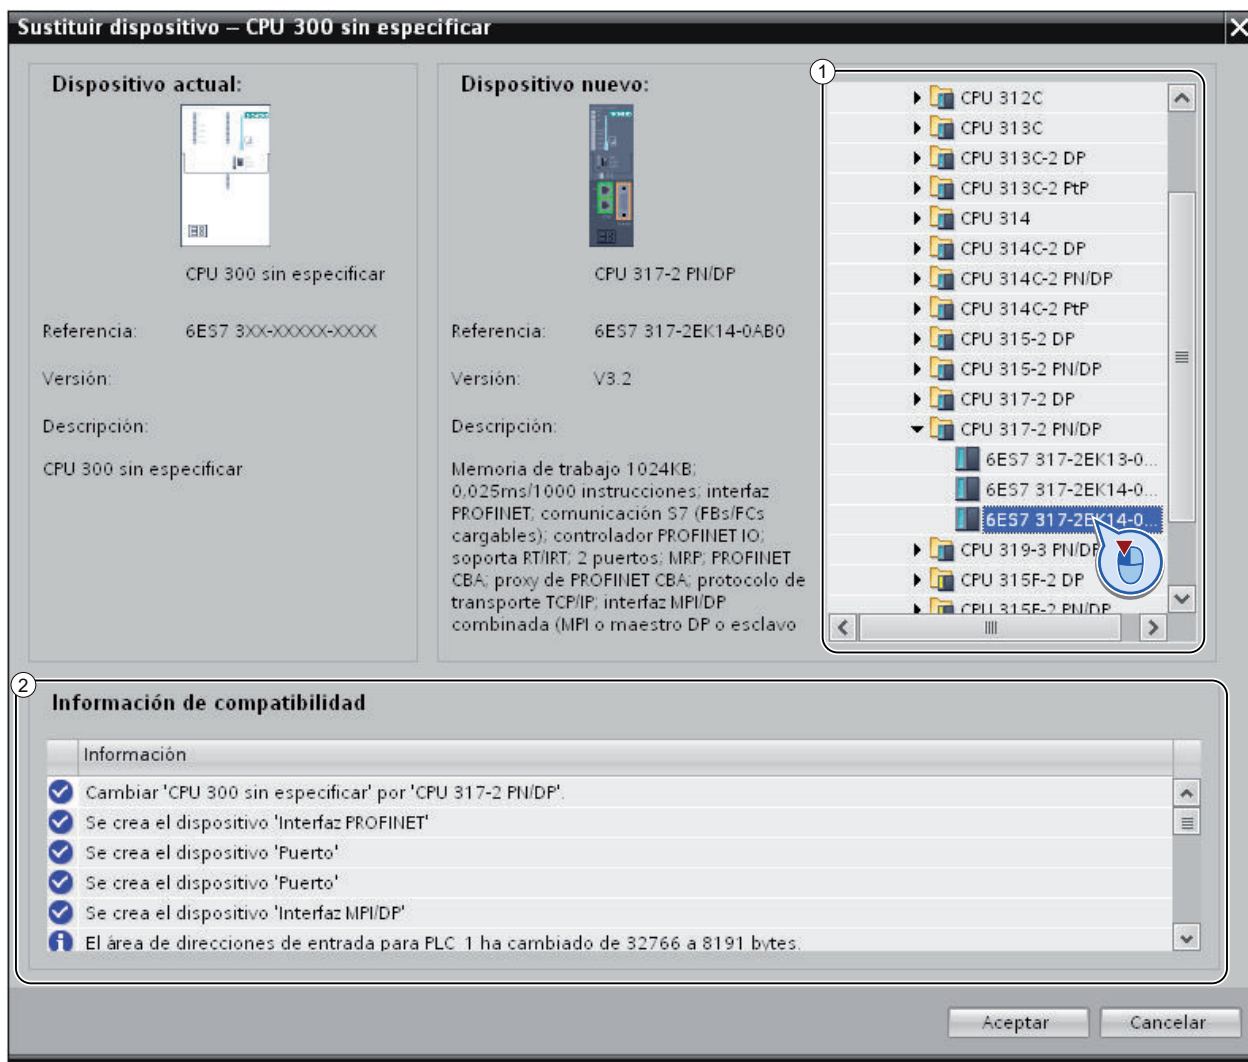 Sustituir dispositivo – CPU 300 sin especificar
Dispositivo actual:
CPU 300 sin especificar
Referencia: 6ES7 3XX-XXXXX-XXXX
Versión:
Descripción:
CPU 300 sin especificar
Dispositivo nuevo:
CPU 317-2 PN/DP
Referencia: 6ES7 317-2EK14-0AB0
Versión: V3.2
Descripción:
Memoria de trabajo 1024KB;
0,025ms/1000 instrucciones; interfaz
PROFINET; comunicación S7 (FBs/FCs
cargables); controlador PROFINET IO;
soporta RT/IRT; 2 puertos; MRP; PROFINET
CBA; proxy de PROFINET CBA; protocolo de
transporte TCP/IP; interfaz MPI/DP
combinada (MPI o maestro DP o esclavo
1
CPU 312C
CPU 313C
CPU 313C-2 DP
CPU 313C-2 PtP
CPU 314
CPU 314C-2 DP
CPU 314C-2 PN/DP
CPU 314C-2 PtP
CPU 315-2 DP
CPU 315-2 PN/DP
CPU 317-2 DP
CPU 317-2 PN/DP
6ES7 317-2EK13-0...
6ES7 317-2EK14-0...
6ES7 317-2EK14-0...
CPU 319-3 PN/DP
CPU 315F-2 DP
CPU 315F-2 PN/DP
2
Información de compatibilidad
Información
Cambiar 'CPU 300 sin especificar' por 'CPU 317-2 PN/DP'.
Se crea el dispositivo 'Interfaz PROFINET'
Se crea el dispositivo 'Puerto'
Se crea el dispositivo 'Puerto'
Se crea el dispositivo 'Interfaz MPI/DP'
El área de direcciones de entrada para PLC_1 ha cambiado de 32766 a 8191 bytes.
Aceptar
Cancelar